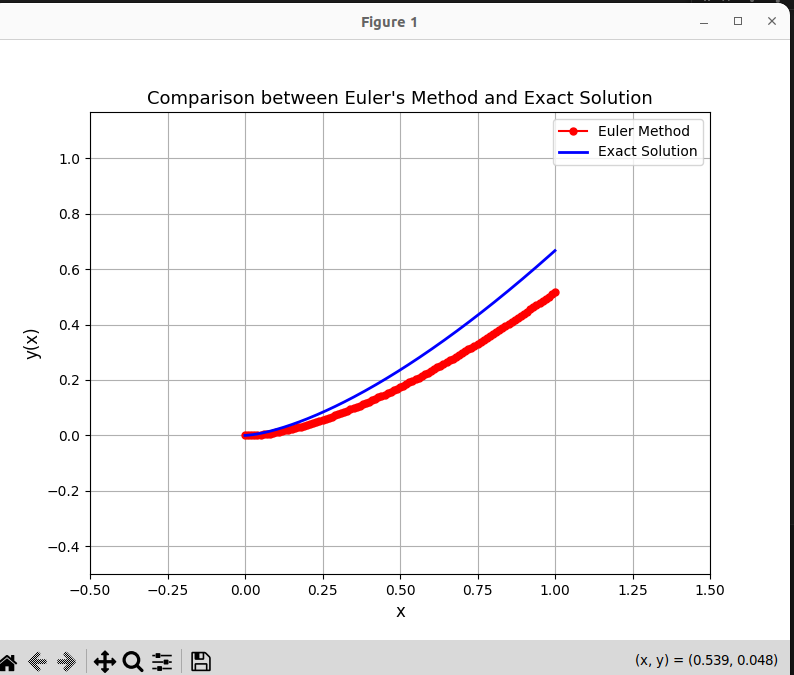 Figure 1
Comparison between Euler's Method and Exact Solution
Euler Method
Exact Solution
1.0
0.8
0.6
0.4
0.2
0.0
−0.2
−0.4
y(x)
−0.50 −0.25 0.00 0.25 0.50 0.75 1.00 1.25 1.50
x
(x, y) = (0.539, 0.048)